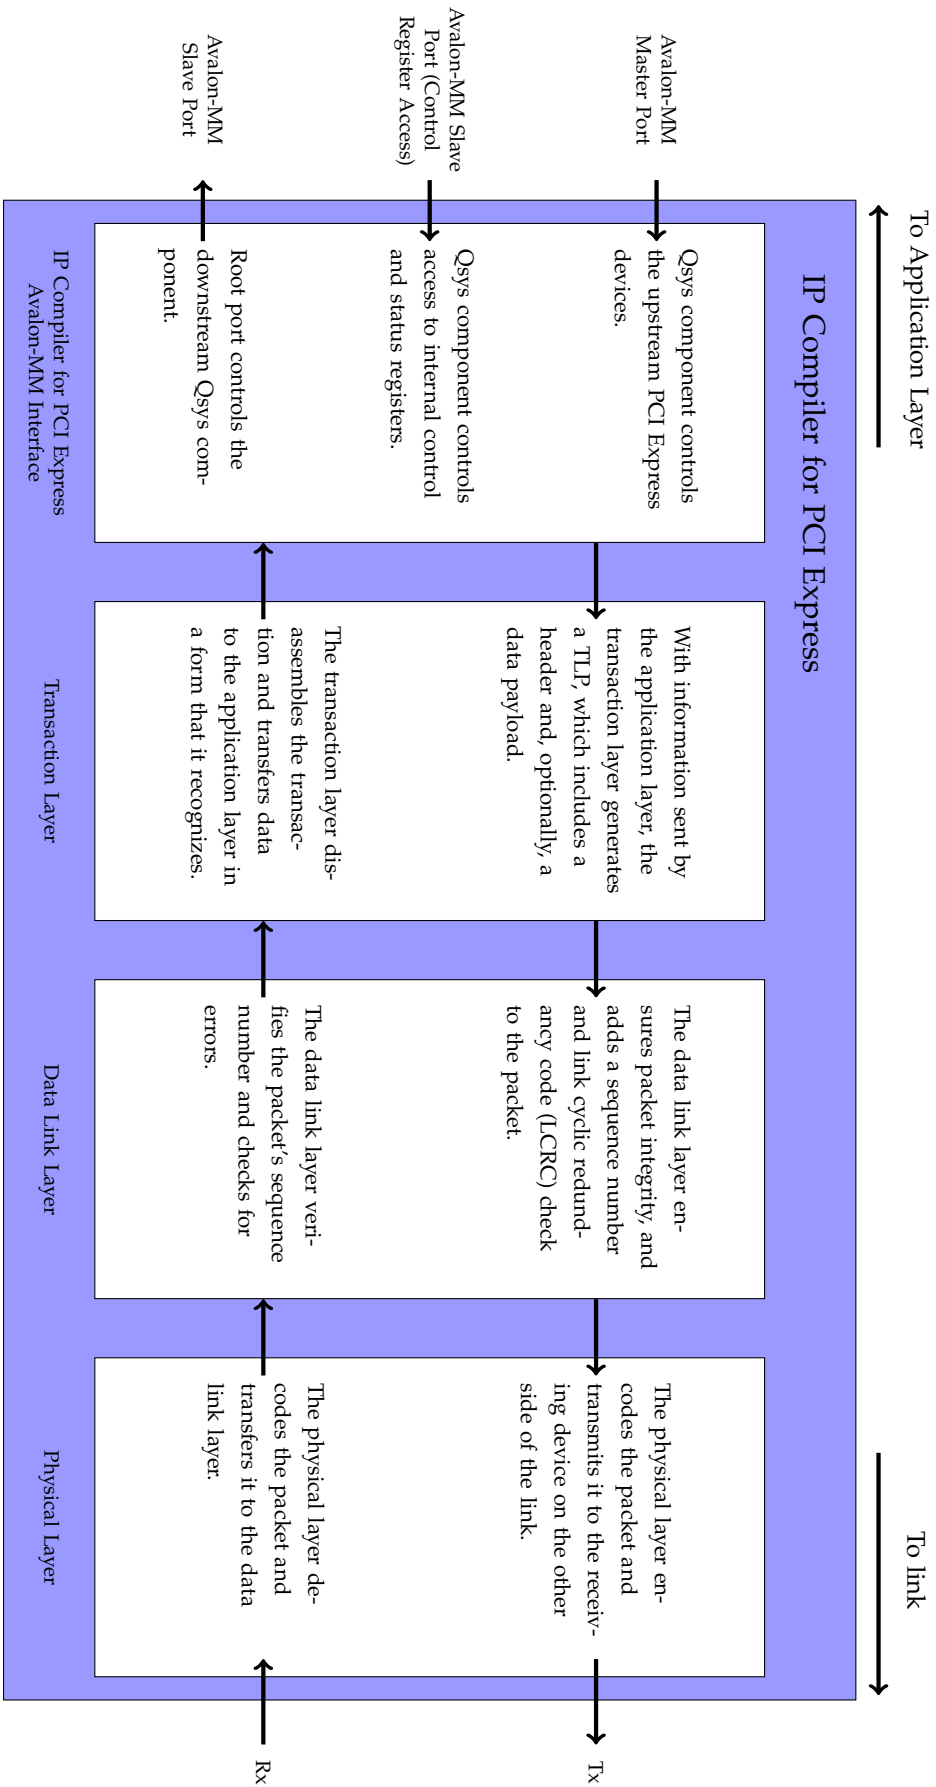 To Application Layer
To link
IP Compiler for PCI Express
Avalon-MM
Master Port
Qsys component controls
the upstream PCI Express
devices.
Avalon-MM Slave
Port (Control
Register Access)
Qsys component controls
access to internal control
and status registers.
Avalon-MM
Slave Port
Root port controls the
downstream Qsys com-
ponent.
IP Compiler for PCI Express
Avalon-MM Interface
With information sent by
the application layer, the
transaction layer generates
a TLP, which includes a
header and, optionally, a
data payload.
The transaction layer dis-
assembles the transac-
tion and transfers data
to the application layer in
a form that it recognizes.
Transaction Layer
The data link layer en-
sures packet integrity, and
adds a sequence number
and link cyclic redund-
ancy code (LCRC) check
to the packet.
The data link layer veri-
fies the packet's sequence
number and checks for
errors.
Data Link Layer
The physical layer en-
codes the packet and
transmits it to the receiv-
ing device on the other
side of the link.
The physical layer de-
codes the packet and
transfers it to the data
link layer.
Physical Layer
Tx
Rx